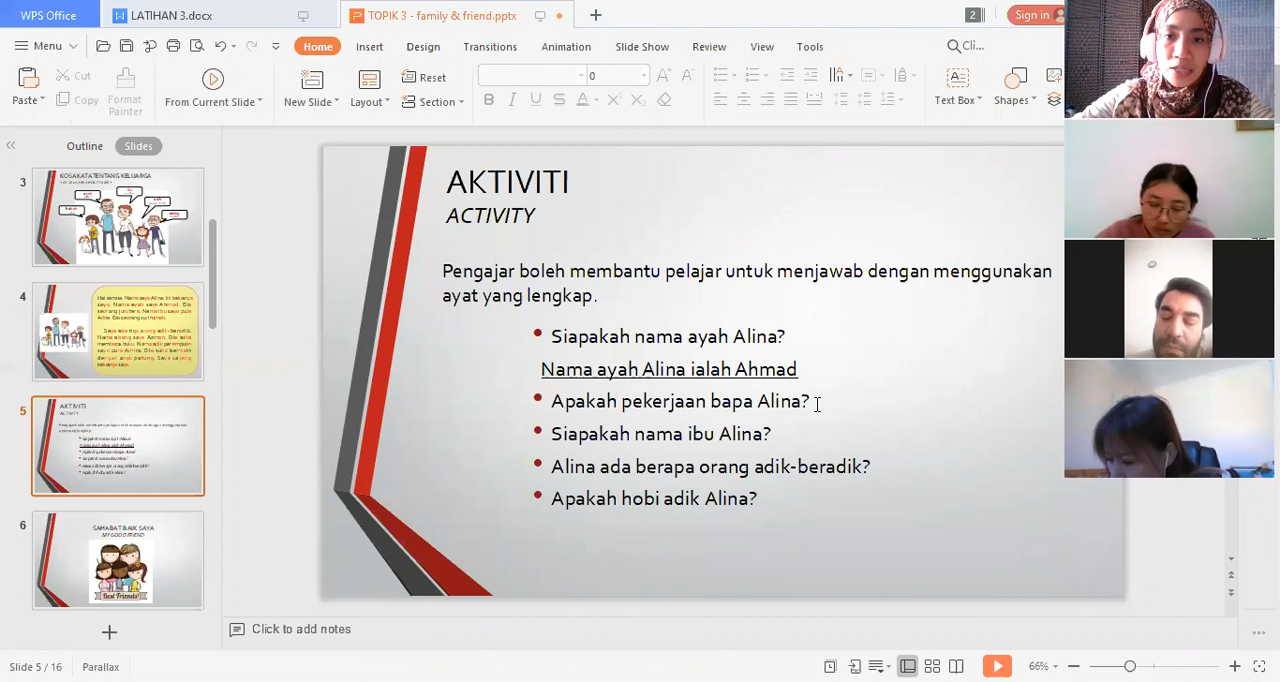 WPS Office
LATIHAN 3.docx
TOPIK 3 - family & friend.pptx
2
Sign in
Menu
Home
Insert
Design
Transitions
Animation
Slide Show
Review
View
Tools
Cli...
Paste
Cut
Copy
Format Painter
From Current Slide
New Slide
Layout
Reset
Section
0
B I U S A
Text Box
Shapes
Outline
Slides
3
KOSAKATA TENTANG KELUARGA
4
5
AKTIVITI
ACTIVITY
6
SAHABAT BAIK SAYA
MY GOOD FRIEND
Best Friends!
AKTIVITI
ACTIVITY
Pengajar boleh membantu pelajar untuk menjawab dengan menggunakan
ayat yang lengkap.
• Siapakah nama ayah Alina?
Nama ayah Alina ialah Ahmad
• Apakah pekerjaan bapa Alina?
• Siapakah nama ibu Alina?
• Alina ada berapa orang adik-beradik?
• Apakah hobi adik Alina?
Click to add notes
Slide 5 / 16
Parallax
66%